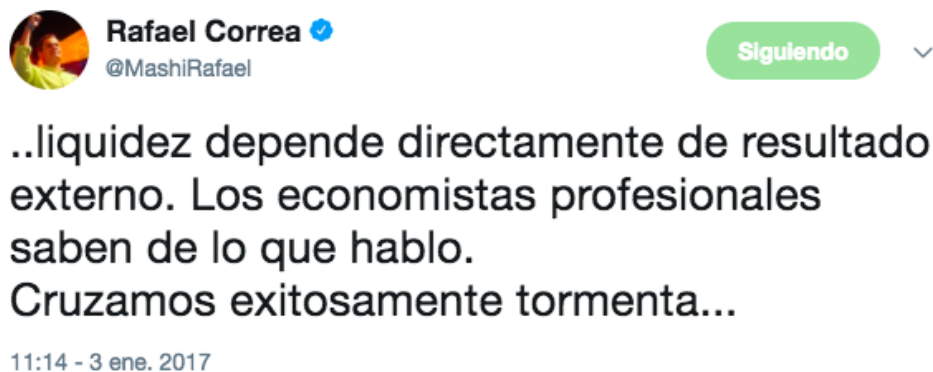 Rafael Correa
@MashiRafael
Siguiendo
..liquidez depende directamente de resultado
externo. Los economistas profesionales
saben de lo que hablo.
Cruzamos exitosamente tormenta...
11:14 - 3 ene. 2017